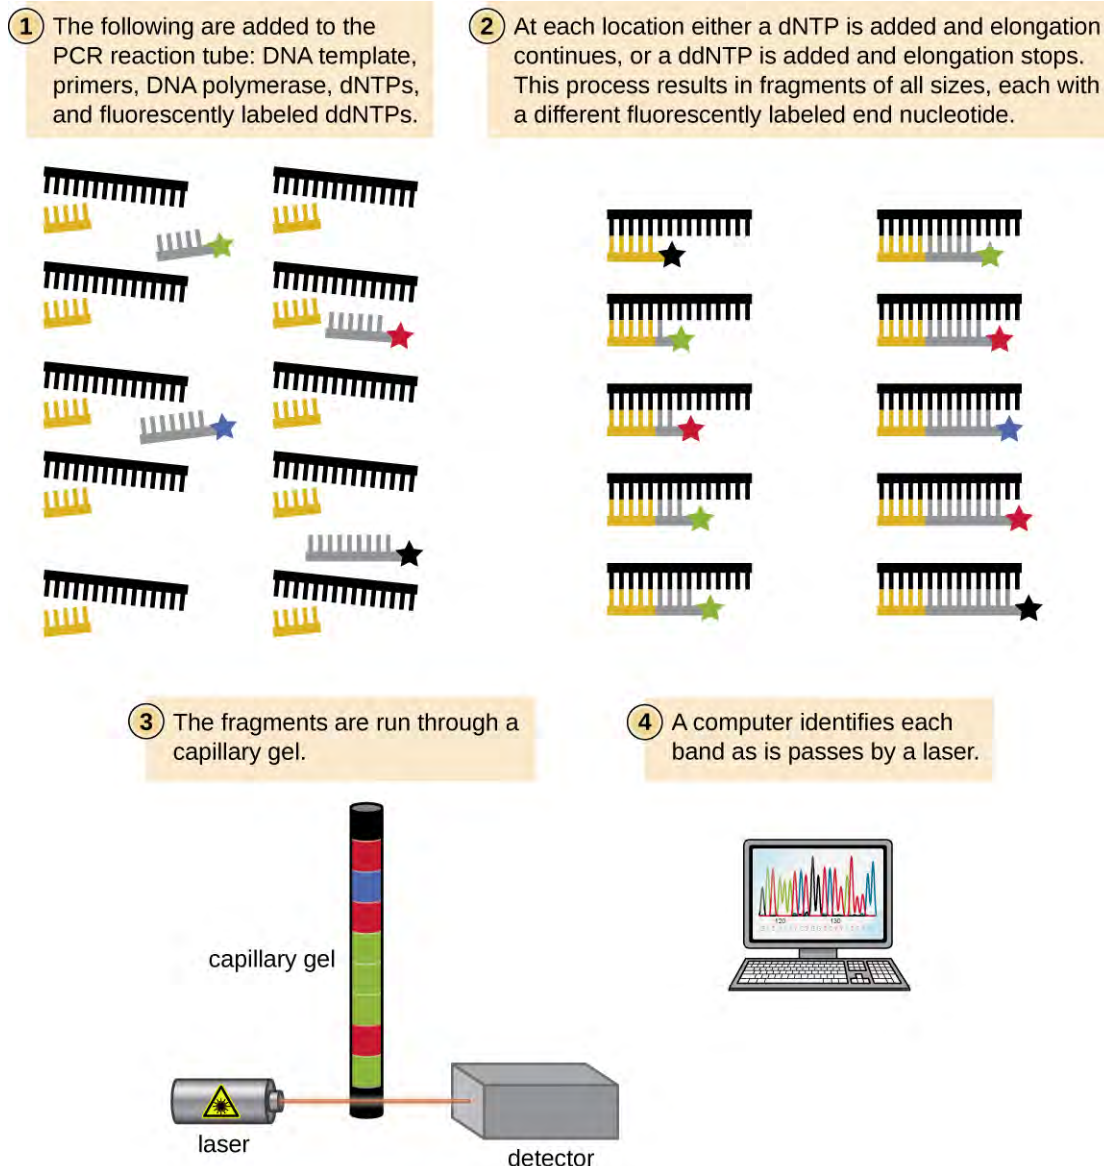 1 The following are added to the
PCR reaction tube: DNA template,
primers, DNA polymerase, dNTPs,
and fluorescently labeled ddNTPs.
2 At each location either a dNTP is added and elongation
continues, or a ddNTP is added and elongation stops.
This process results in fragments of all sizes, each with
a different fluorescently labeled end nucleotide.
3 The fragments are run through a
capillary gel.
4 A computer identifies each
band as is passes by a laser.
capillary gel
120 130
laser
detector